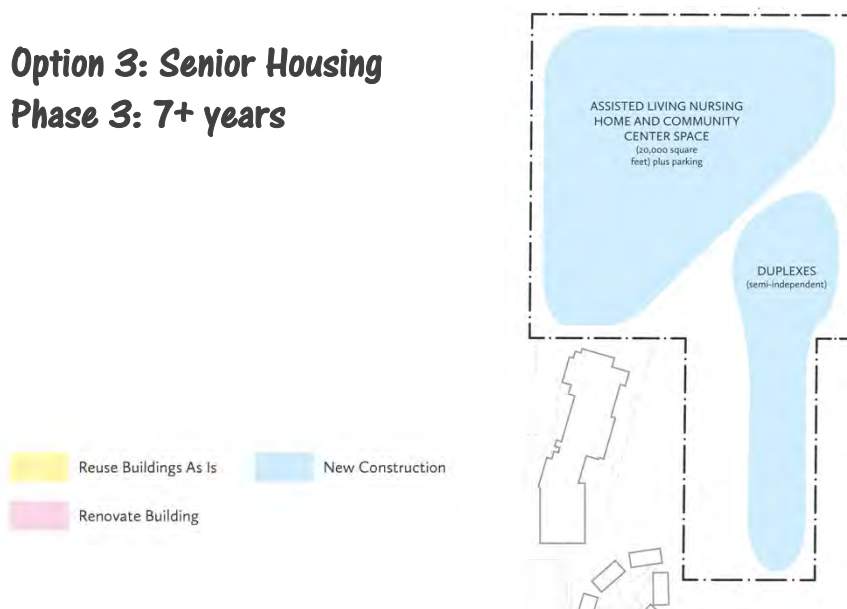 Option 3: Senior Housing
Phase 3: 7+ years
ASSISTED LIVING NURSING
HOME AND COMMUNITY
CENTER SPACE
(20,000 square
feet) plus parking
DUPLEXES
(semi-independent)
Reuse Buildings As Is
New Construction
Renovate Building